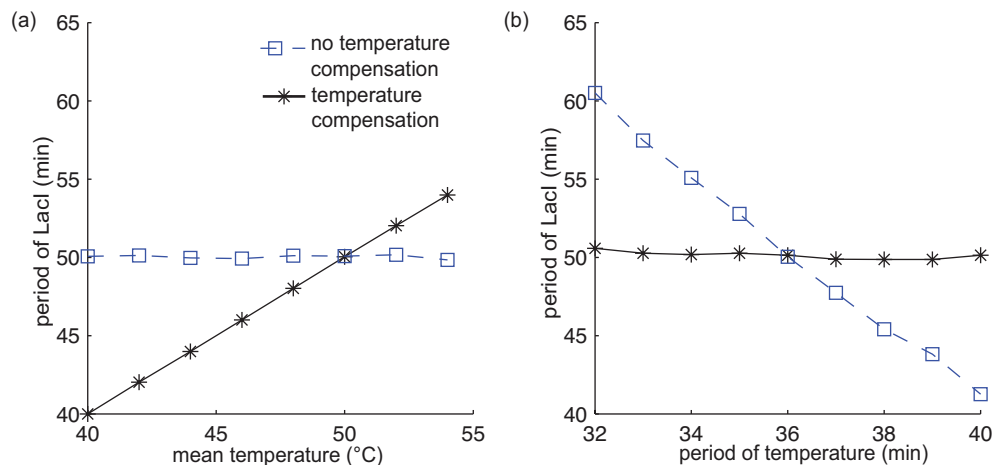 (a)
65
60
55
50
45
40
period of LacI (min)
no temperature
compensation
temperature
compensation
40
45
50
55
mean temperature (°C)
(b)
65
60
55
50
45
40
period of LacI (min)
32
34
36
38
40
period of temperature (min)